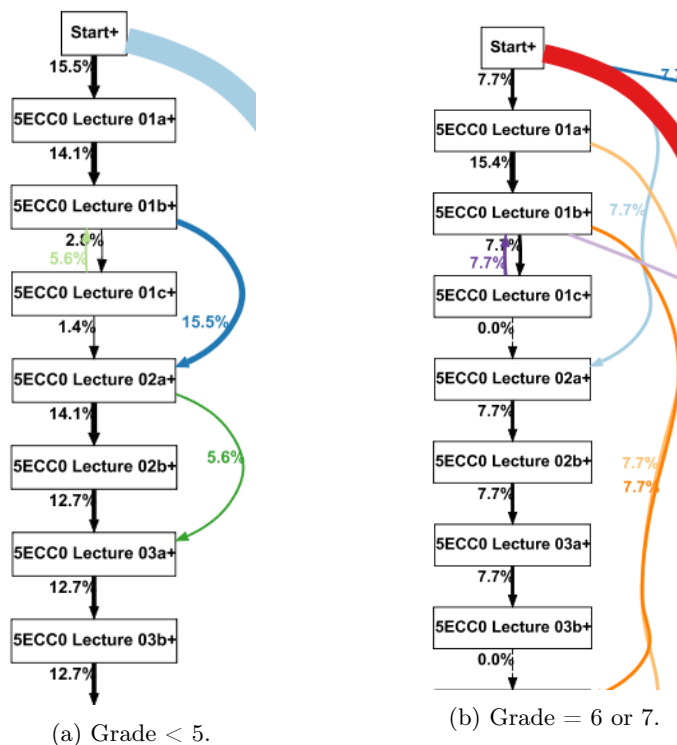 Start+
15.5%
5ECC0 Lecture 01a+
14.1%
5ECC0 Lecture 01b+
2.8%
5.6%
5ECC0 Lecture 01c+
1.4%
15.5%
5ECC0 Lecture 02a+
14.1%
5.6%
5ECC0 Lecture 02b+
12.7%
5ECC0 Lecture 03a+
12.7%
5ECC0 Lecture 03b+
12.7%
(a) Grade < 5.
Start+
7.7%
5ECC0 Lecture 01a+
15.4%
7.7%
5ECC0 Lecture 01b+
7.7%
7.7%
5ECC0 Lecture 01c+
0.0%
5ECC0 Lecture 02a+
7.7%
5ECC0 Lecture 02b+
7.7%
7.7%
7.7%
5ECC0 Lecture 03a+
7.7%
5ECC0 Lecture 03b+
0.0%
(b) Grade = 6 or 7.